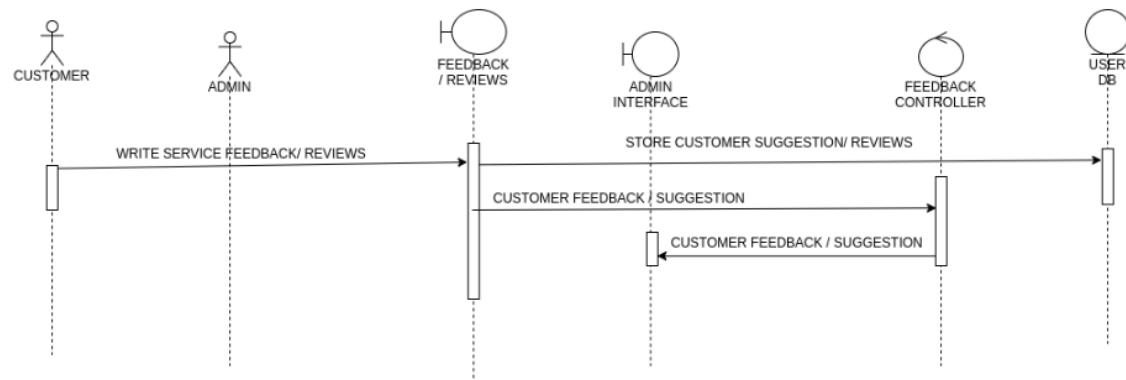 CUSTOMER
ADMIN
FEEDBACK
/ REVIEWS
ADMIN
INTERFACE
FEEDBACK
CONTROLLER
USER
DB
WRITE SERVICE FEEDBACK/ REVIEWS
STORE CUSTOMER SUGGESTION/ REVIEWS
CUSTOMER FEEDBACK / SUGGESTION
CUSTOMER FEEDBACK / SUGGESTION